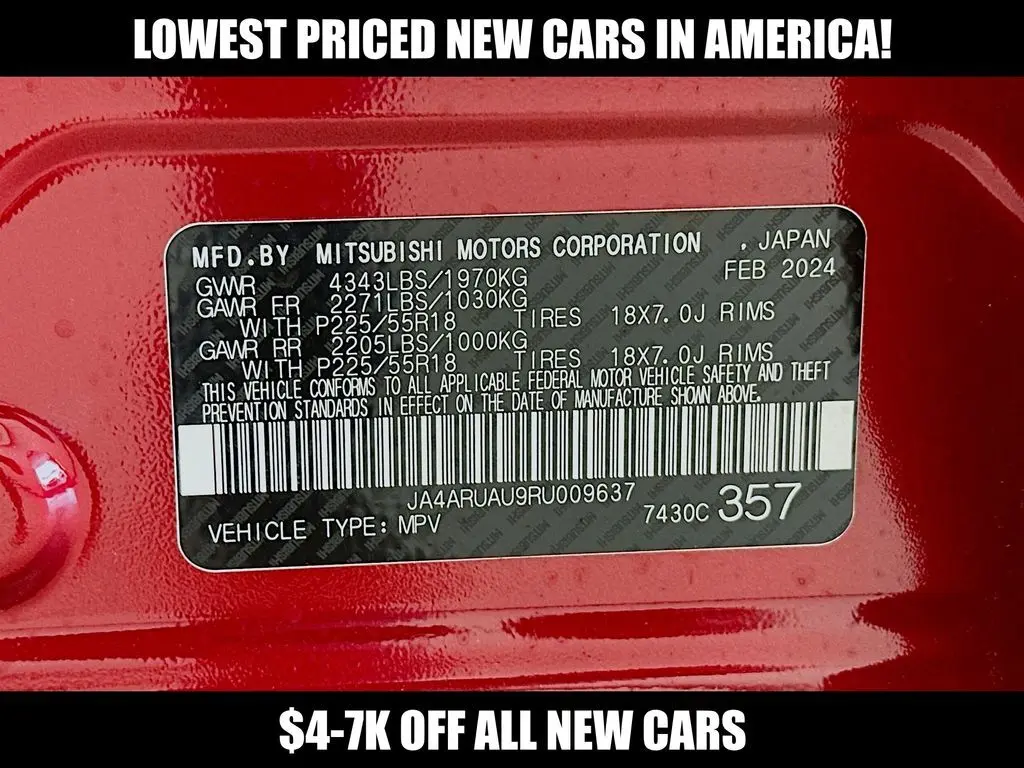 LOWEST PRICED NEW CARS IN AMERICA!
MFD.BY MITSUBISHI MOTORS CORPORATION , JAPAN
FEB 2024
GWVR 4343LBS/1970KG
GAWR FR 2271LBS/1030KG
WITH P225/55R18 TIRES 18X7.0J RIMS
GAWR RR 2205LBS/1000KG
WITH P225/55R18 TIRES 18X7.0J RIMS
THIS VEHICLE CONFORMS TO ALL APPLICABLE FEDERAL MOTOR VEHICLE SAFETY AND THEFT
PREVENTION STANDARDS IN EFFECT ON THE DATE OF MANUFACTURE SHOWN ABOVE.
JA4ARUAU9RU009637
VEHICLE TYPE: MPV 7430C 357
$4-7K OFF ALL NEW CARS